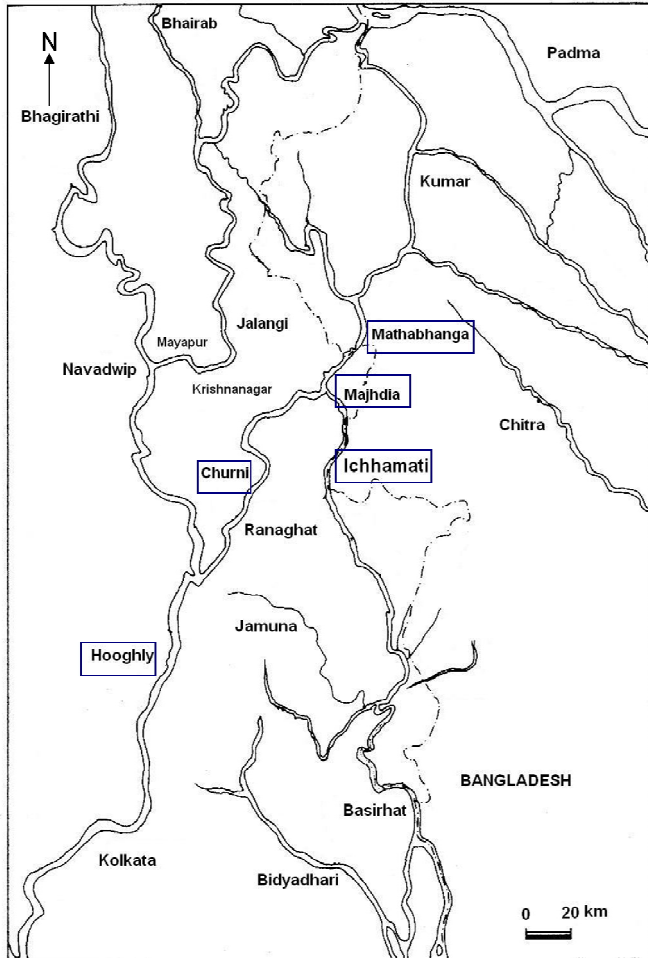 Bhairab
N
Padma
Bhagirathi
Kumar
Jalangi
Mathabhanga
Mayapur
Navadwip
Krishnanagar
Majhdia
Chitra
Churni
Ichhamati
Ranaghat
Jamuna
Hooghly
BANGLADESH
Basirhat
Kolkata
Bidyadhari
0 20 km